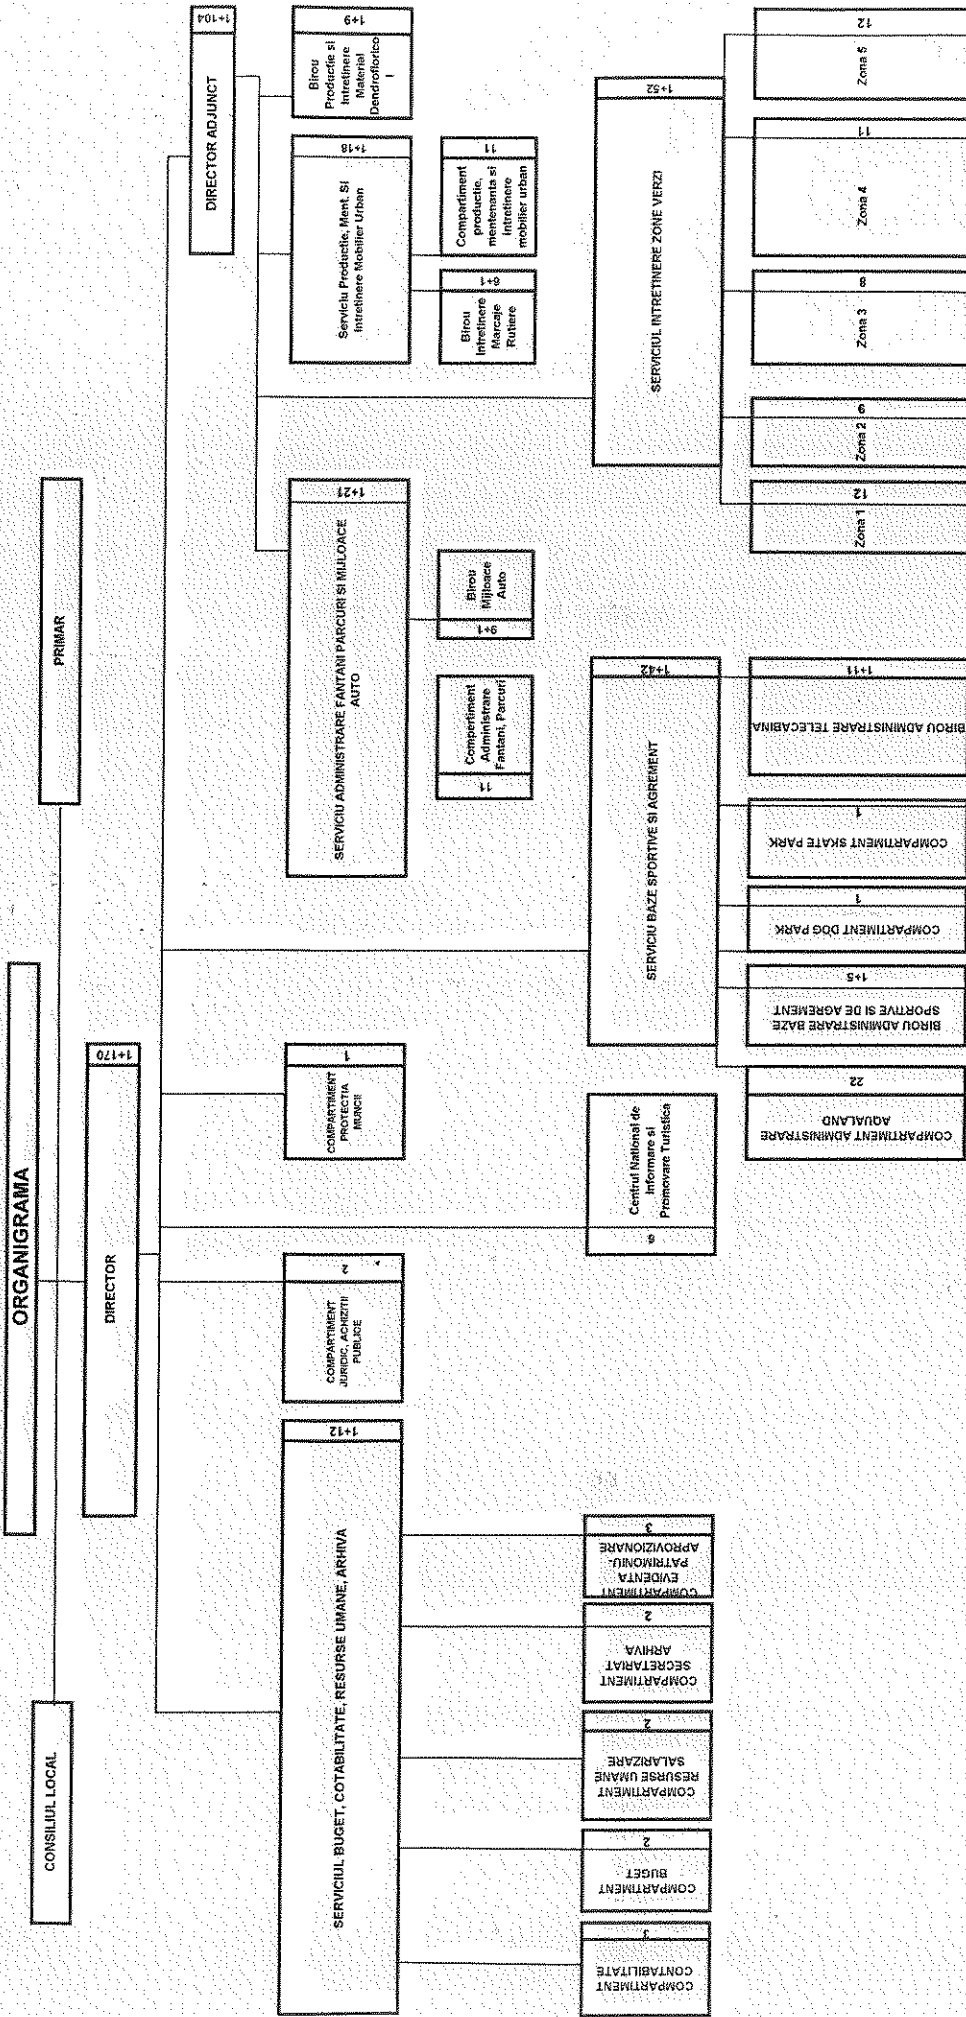 ORGANIGRAMA
CONSILIUL LOCAL
PRIMAR
DIRECTOR
1+170
DIRECTOR ADJUNCT
1+104
SERVICIUL BUGET, COTABILITATE, RESURSE UMANE, ARHIVA
1+12
COMPARTIMENT
JURIDIC, ACHIZITII
PUBLICE
2
COMPARTIMENT
PROTECTIA
MUNCII
1
SERVICIU ADMINISTRARE FANTANI PARCURI SI MIJLOACE
AUTO
1+21
Serviciu Productie, Ment. Si
Intretinere Mobilier Urban
1+18
Birou
Productie si
Intretinere
Material
Dendrofloricol
1+9
11
Compertiment
Administrare
Fantani, Parcuri
9+1
Birou
Mijloace
Auto
6+1
Birou
Intretinere
Marcaje
Rutiere
11
Compartiment
productie,
mentenanta si
intretinere
mobilier urban
COMPARTIMENT
CONTABILITATE
3
COMPARTIMENT
BUGET
2
COMPARTIMENT
RESURSE UMANE
SALARIZARE
2
COMPARTIMENT
SECRETARIAT
ARHIVA
2
COMPARTIMENT
EVIDENTA
PATRIMONIU-
APROVIZIONARE
3
Centrul National de
Informare si
Promovare Turistica
SERVICIU BAZE SPORTIVE SI AGREMENT
1+42
SERVICIUL INTRETINERE ZONE VERZI
1+52
COMPARTIMENT ADMINISTRARE
AQUALAND
22
BIROU ADMINISTRARE BAZE
SPORTIVE SI DE AGREMENT
1+5
COMPARTIMENT DOG PARK
1
COMPARTIMENT SKATE PARK
1
BIROU ADMINISTRARE TELECABINA
1+11
Zona 1
12
Zona 2
9
Zona 3
8
Zona 4
11
Zona 5
12